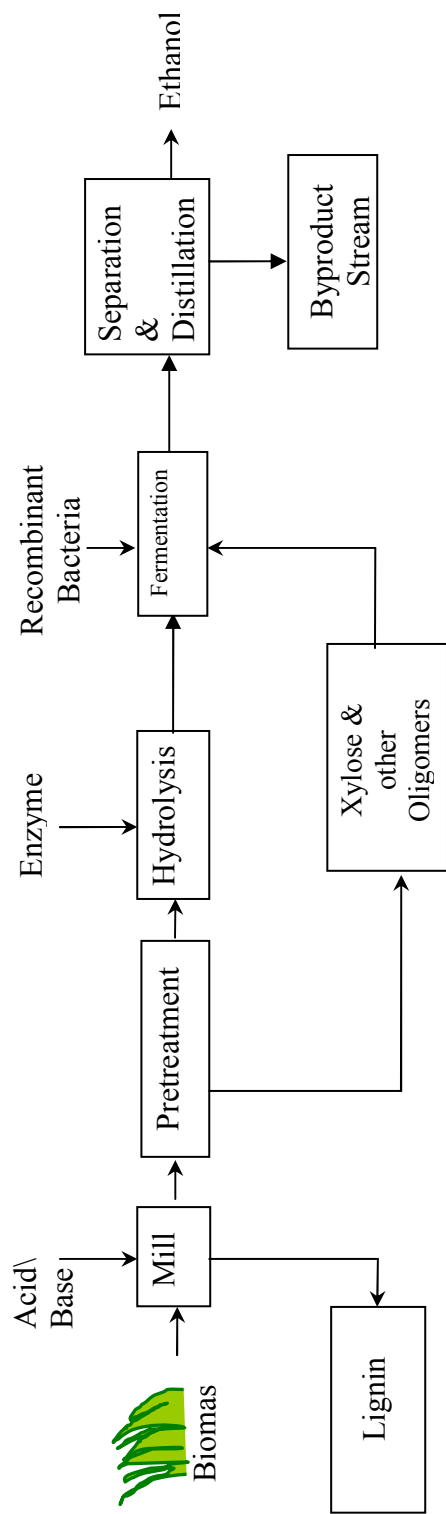 Biomas
Acid\
Base
Mill
Lignin
Pretreatment
Enzyme
Hydrolysis
Xylose &
other
Oligomers
Recombinant
Bacteria
Fermentation
Separation
&
Distillation
Ethanol
Byproduct
Stream